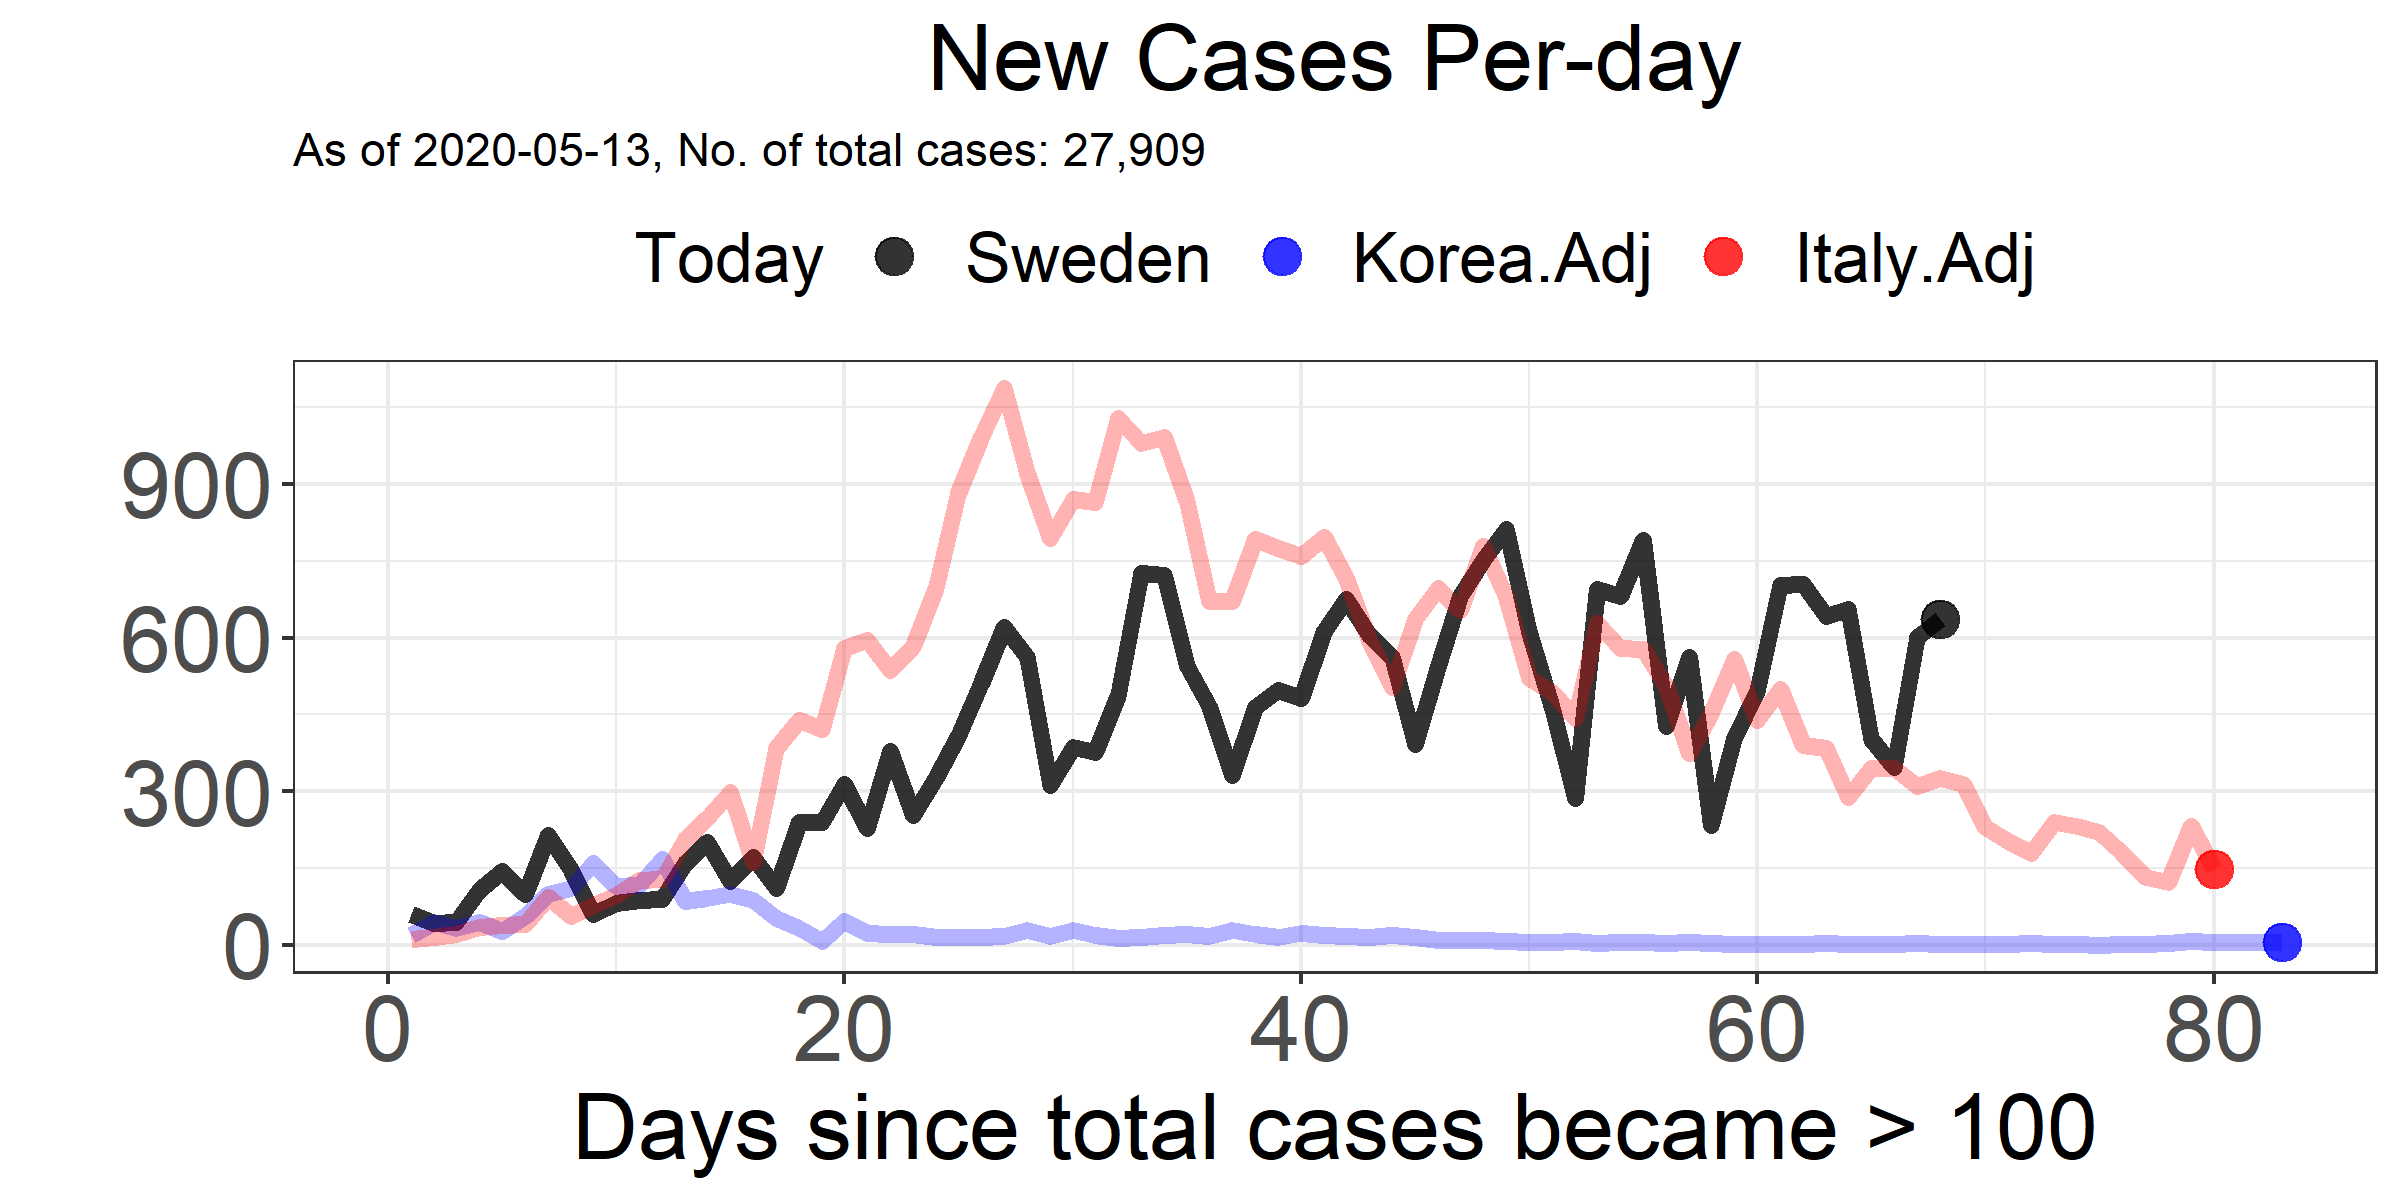 New Cases Per-day
As of 2020-05-13, No. of total cases: 27,909
Today Sweden Korea.Adj Italy.Adj
900
600
300
0
0 20 40 60 80
Days since total cases became > 100